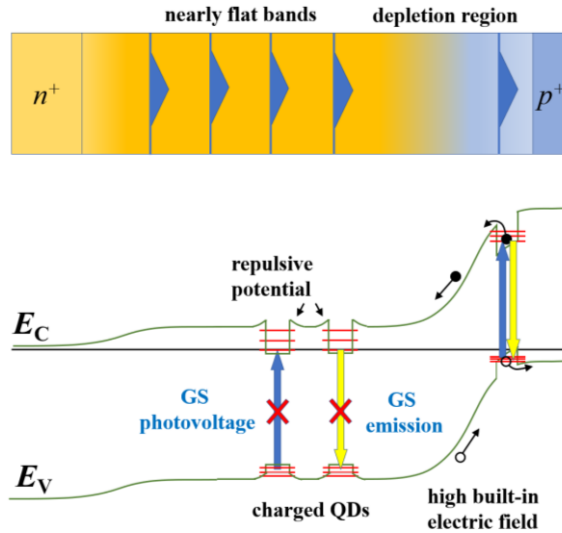 nearly flat bands
depletion region
n+
p+
repulsive
potential
EC
GS
photovoltage
GS
emission
EV
charged QDs
high built-in
electric field